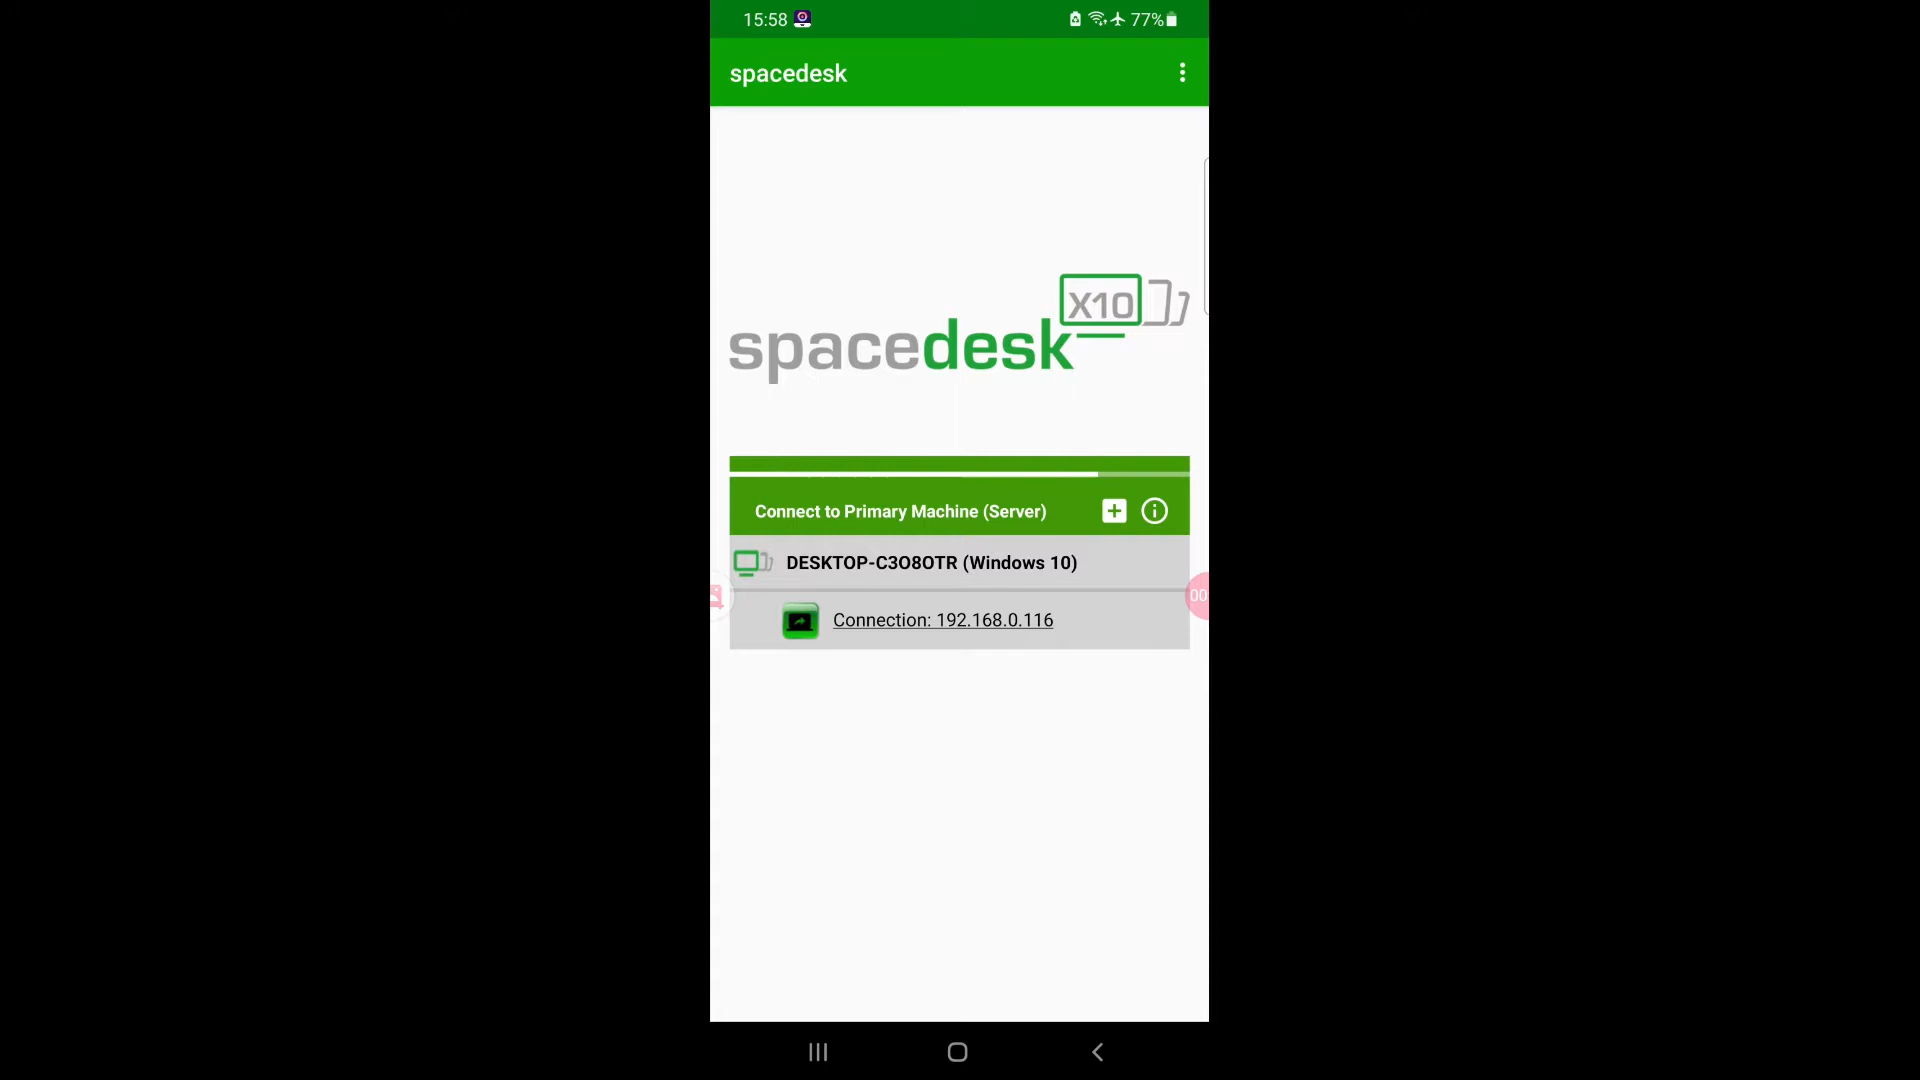 15:58
77%
spacedesk
X10
spacedesk
Connect to Primary Machine (Server)
DESKTOP-C3O8OTR (Windows 10)
Connection: 192.168.0.116
00